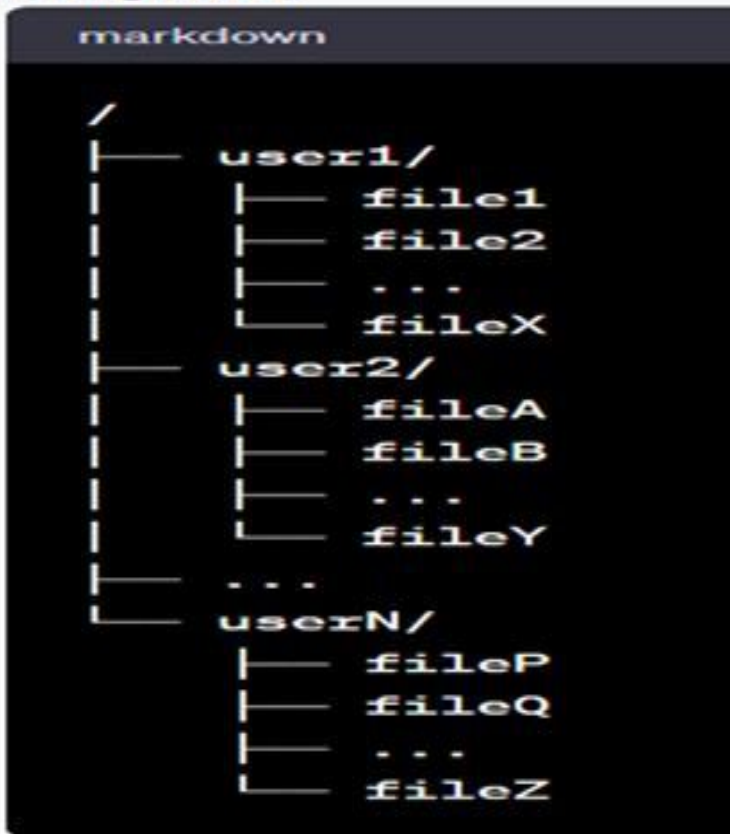 markdown
/
├── user1/
│   ├── file1
│   ├── file2
│   ├── ...
│   └── fileX
├── user2/
│   ├── fileA
│   ├── fileB
│   ├── ...
│   └── fileY
├── ...
└── userN/
    ├── fileP
    ├── fileQ
    ├── ...
    └── fileZ